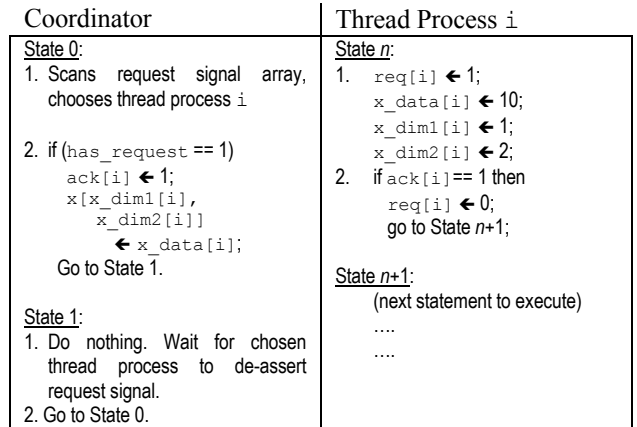 Coordinator
State 0:
1. Scans request signal array,
chooses thread process i
2. if (has_request == 1)
ack[i] 🡸 1;
x[x_dim1[i],
x_dim2[i]]
🡸 x_data[i];
Go to State 1.
State 1:
1. Do nothing. Wait for chosen
thread process to de-assert
request signal.
2. Go to State 0.
Thread Process i
State n:
1. req[i] 🡸 1;
x_data[i] 🡸 10;
x_dim1[i] 🡸 1;
x_dim2[i] 🡸 2;
2. if ack[i]== 1 then
req[i] 🡸 0;
go to State n+1;
State n+1:
(next statement to execute)
....
....